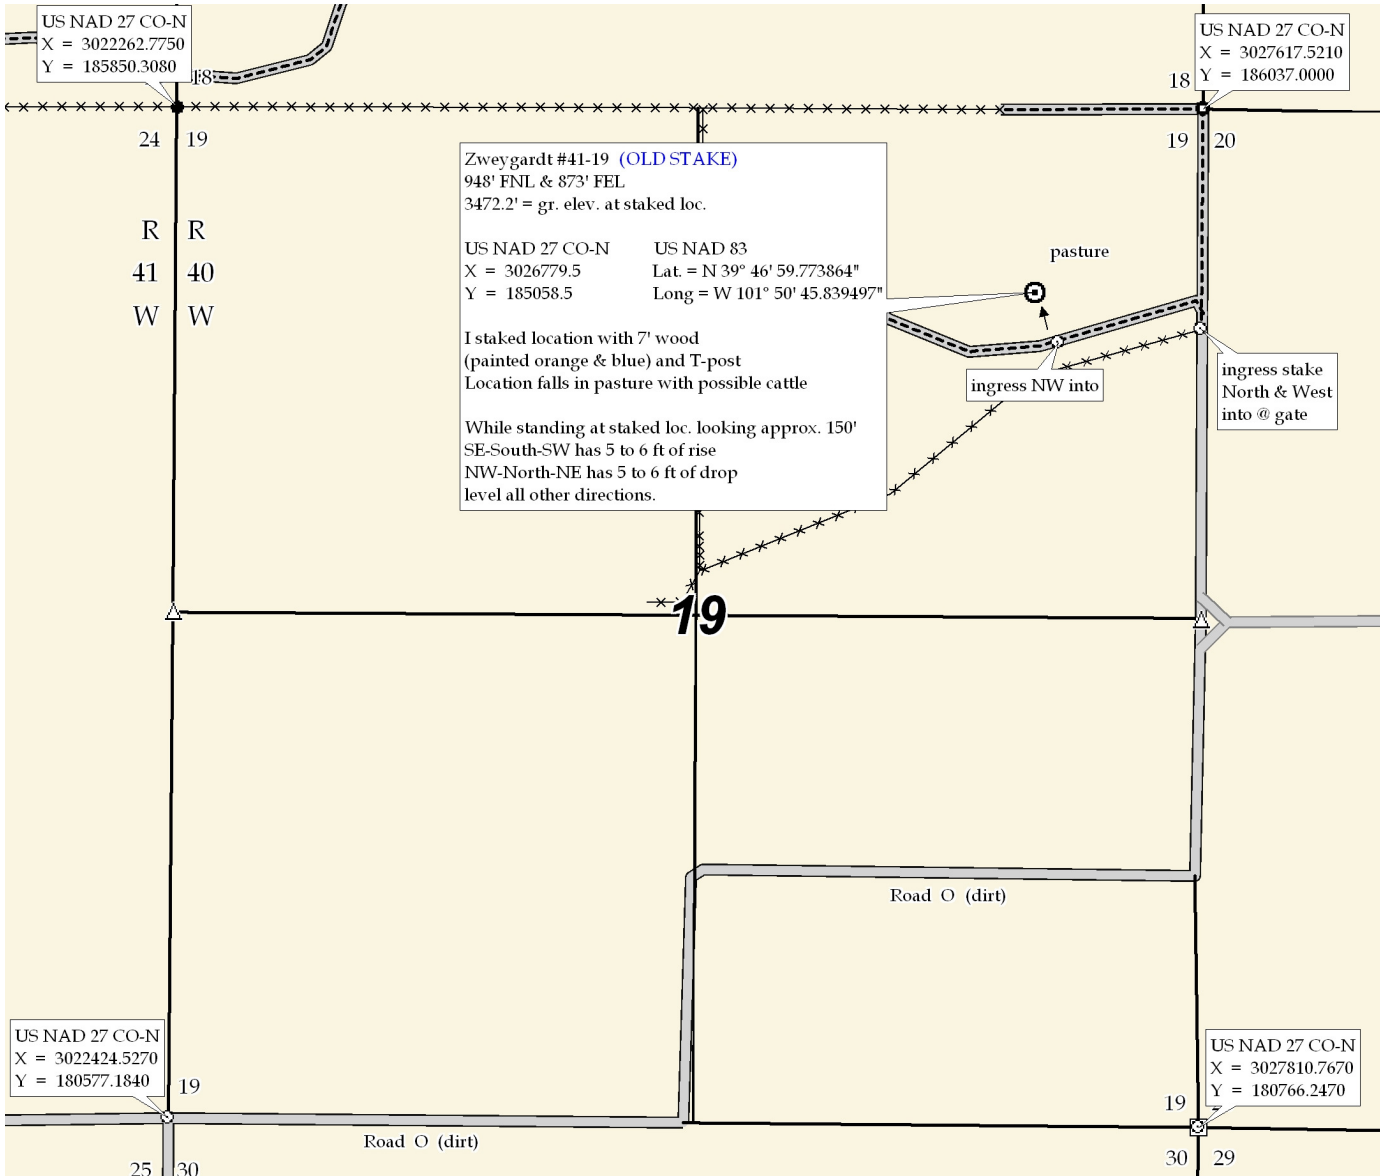 US NAD 27 CO-N
X = 3022262.7750
Y = 185850.3080
US NAD 27 CO-N
X = 3027617.5210
Y = 186037.0000
18
18
24 19
19 20
R R
41 40
W W
Zweygardt #41-19 (OLD STAKE)
948' FNL & 873' FEL
3472.2' = gr. elev. at staked loc.
US NAD 27 CO-N US NAD 83
X = 3026779.5 Lat. = N 39° 46' 59.773864"
Y = 185058.5 Long = W 101° 50' 45.839497"
I staked location with 7' wood
(painted orange & blue) and T-post
Location falls in pasture with possible cattle
While standing at staked loc. looking approx. 150'
SE-South-SW has 5 to 6 ft of rise
NW-North-NE has 5 to 6 ft of drop
level all other directions.
pasture
ingress NW into
ingress stake
North & West
into @ gate
19
Road O (dirt)
US NAD 27 CO-N
X = 3022424.5270
Y = 180577.1840
19
US NAD 27 CO-N
X = 3027810.7670
Y = 180766.2470
19
Road O (dirt)
25 30
30 29